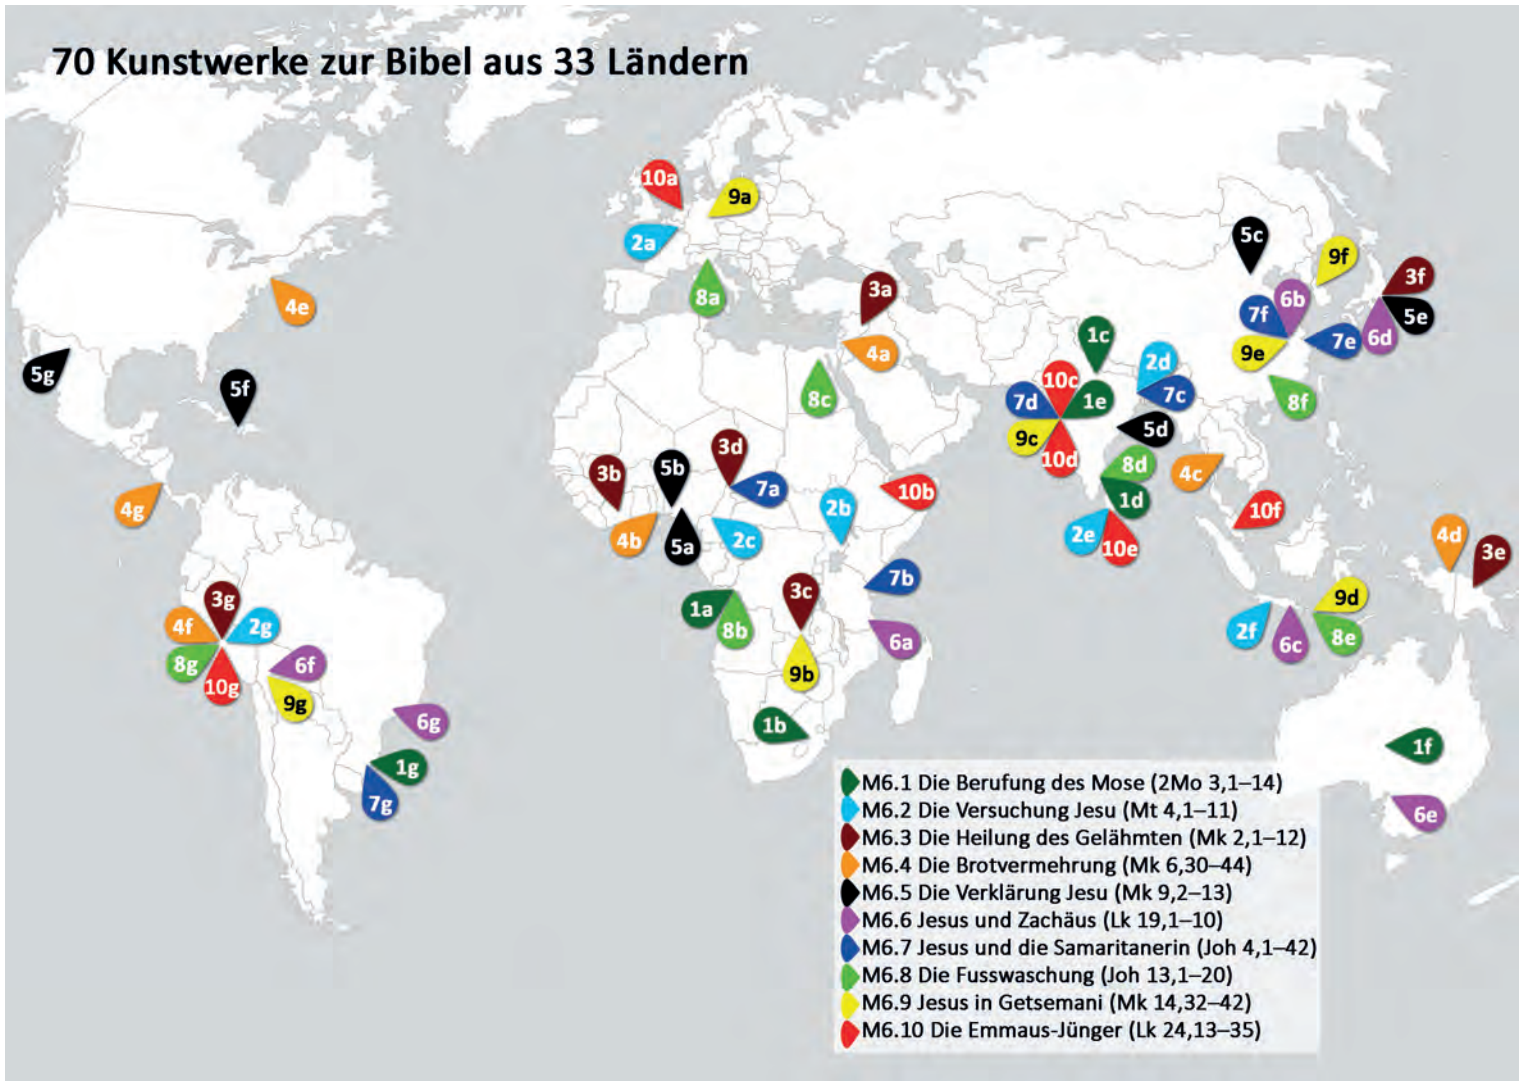 70 Kunstwerke zur Bibel aus 33 Ländern
10a
9a
2a
5c
9f
3f
8a
3a
6b
4e
7f
5e
6d
7e
9e
1c
4a
2d
5g
5f
10c
8c
7d
1e
7c
8f
9c
5d
10d
3d
3b
5b
8d
4c
7a
10b
1d
4g
2b
10f
4b
5a
2c
2e
10e
4d
3e
7b
3g
3c
1a
9d
4f
2g
8b
6a
2f
6c
8e
8g
6f
10g
9b
9g
6g
1b
1f
1g
7g
6e
M6.1 Die Berufung des Mose (2Mo 3,1–14)
M6.2 Die Versuchung Jesu (Mt 4,1–11)
M6.3 Die Heilung des Gelähmten (Mk 2,1–12)
M6.4 Die Brotvermehrung (Mk 6,30–44)
M6.5 Die Verklärung Jesu (Mk 9,2–13)
M6.6 Jesus und Zachäus (Lk 19,1–10)
M6.7 Jesus und die Samaritanerin (Joh 4,1–42)
M6.8 Die Fusswaschung (Joh 13,1–20)
M6.9 Jesus in Getsemani (Mk 14,32–42)
M6.10 Die Emmaus-Jünger (Lk 24,13–35)